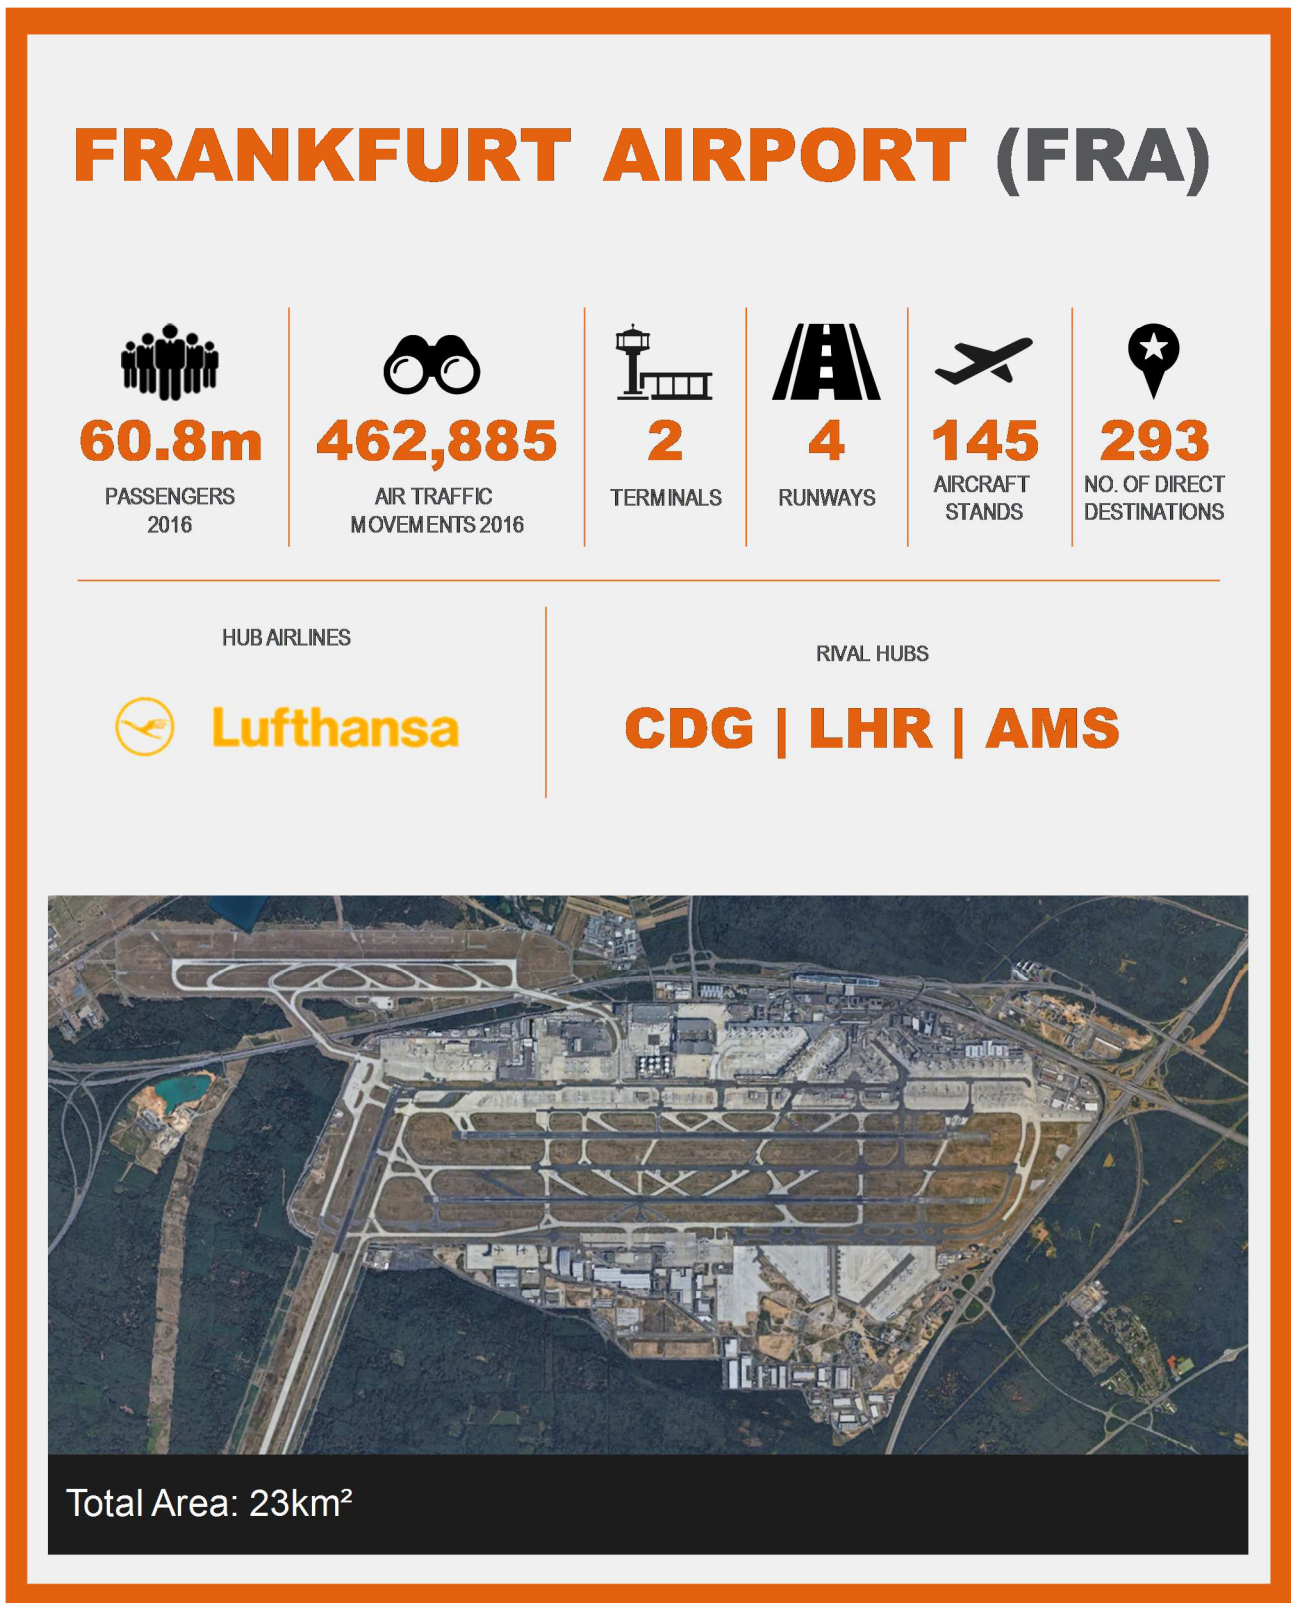 FRANKFURT AIRPORT (FRA)
60.8m
PASSENGERS
2016
462,885
AIR TRAFFIC
MOVEMENTS 2016
2
TERMINALS
4
RUNWAYS
145
AIRCRAFT
STANDS
293
NO. OF DIRECT
DESTINATIONS
HUB AIRLINES
Lufthansa
RIVAL HUBS
CDG | LHR | AMS
Total Area: 23km²